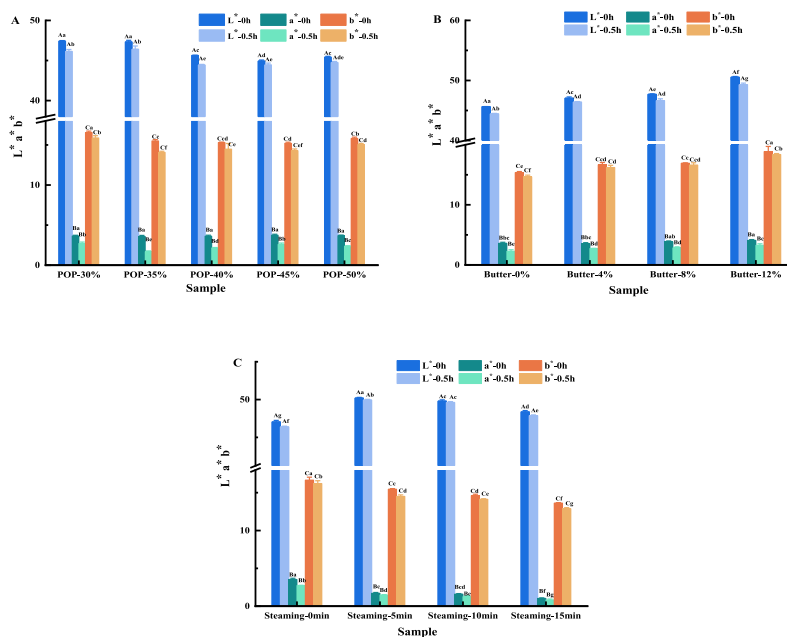 A
L*-0h a*-0h b*-0h
L*-0.5h a*-0.5h b*-0.5h
50
40
10
0
L* a* b*
Aa Ab Aa Ab Ac Ae Ad Ae Ac Ade
Ca Cb Cc Cf Ccd Ce Ccd Cef Cb Cd
Ba Bb Ba Be Ba Bd Ba Bb Ba Bc
POP-30% POP-35% POP-40% POP-45% POP-50%
Sample
B
L*-0h a*-0h b*-0h
L*-0.5h a*-0.5h b*-0.5h
60
50
40
10
0
L* a* b*
Aa Ab Ac Ad Ae Ad Af Ag
Ce Cf Ccd Cd Cc Ccd Ca Cb
Bbc Be Bbc Bd Bab Bd Ba Bc
Butter-0% Butter-4% Butter-8% Butter-12%
Sample
C
L*-0h a*-0h b*-0h
L*-0.5h a*-0.5h b*-0.5h
50
10
0
L* a* b*
Ag Af Aa Ab Ac Ac Ad Ae
Ca Cb Cc Cd Cd Ce Cf Cg
Ba Bb Bc Bd Bcd Be Bf Bg
Steaming-0min Steaming-5min Steaming-10min Steaming-15min
Sample